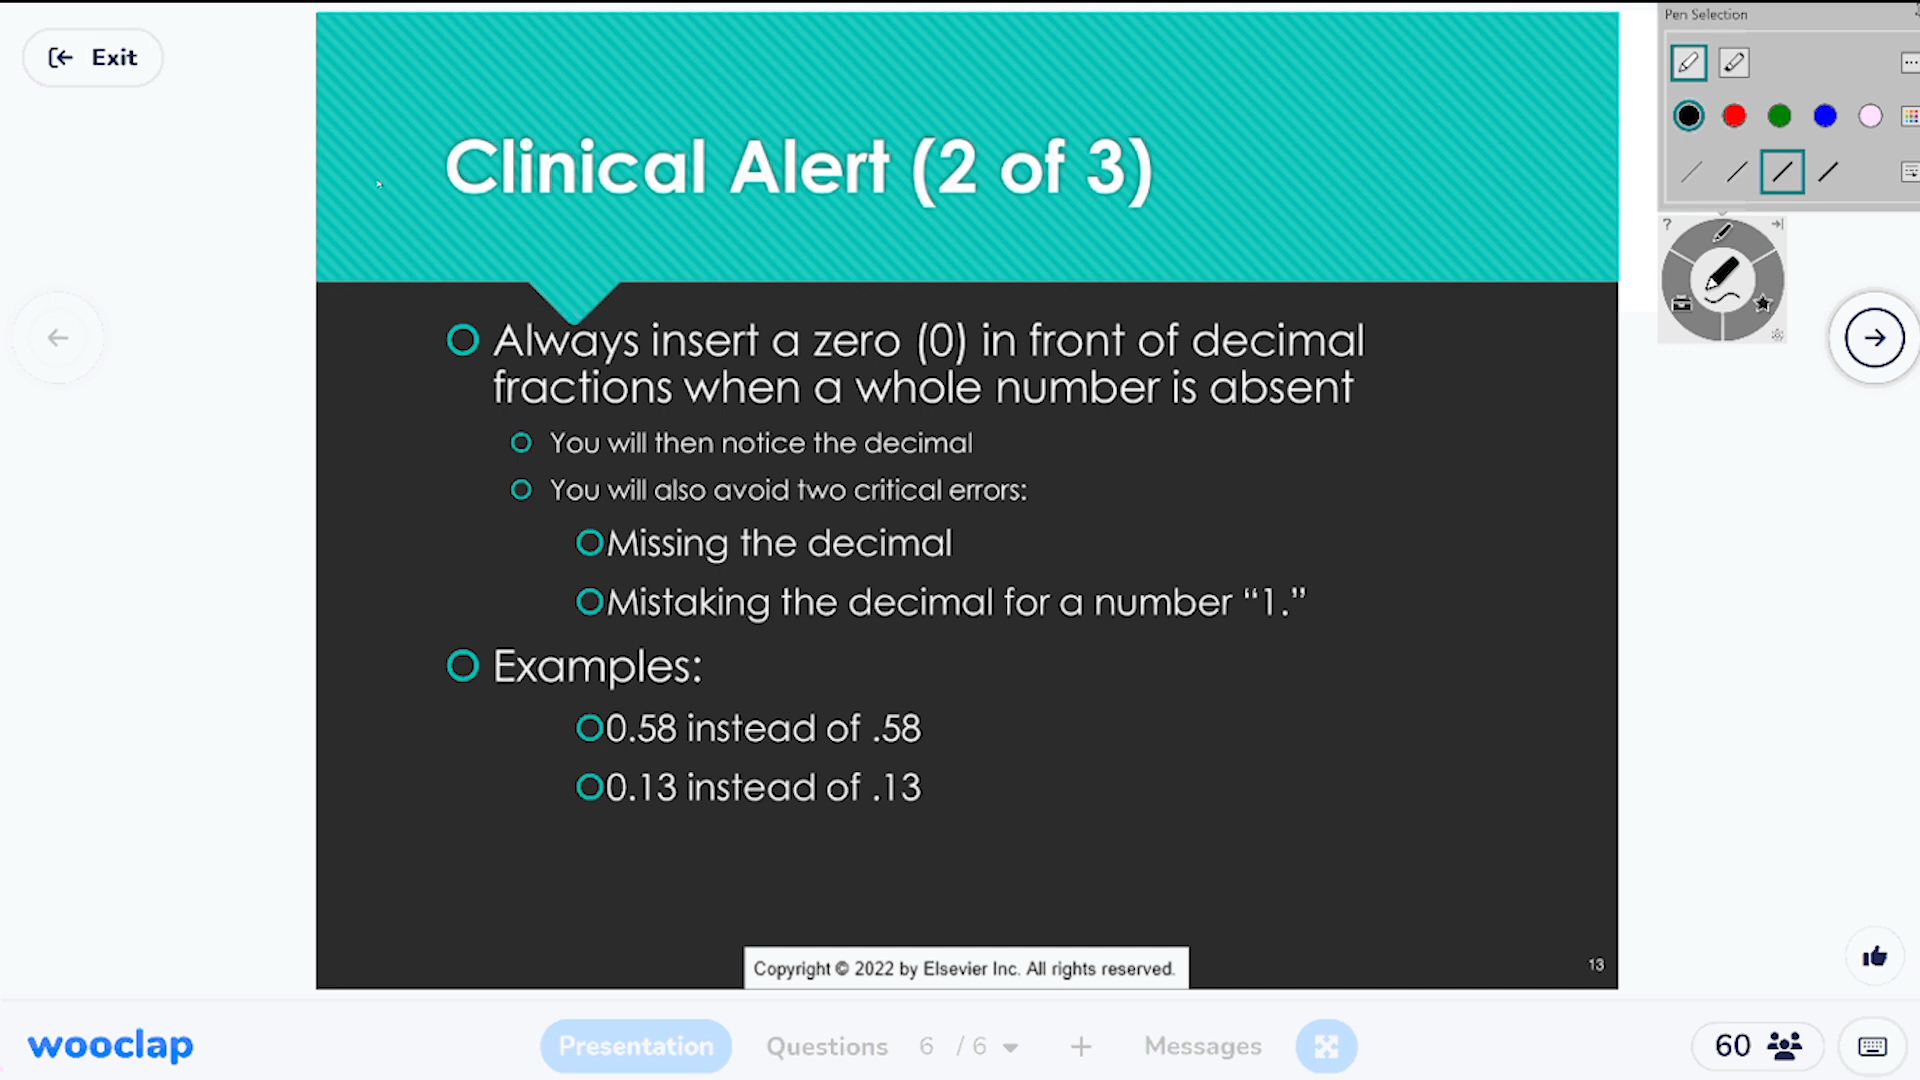 Pen Selection
Exit
Clinical Alert (2 of 3)
?
Always insert a zero (0) in front of decimal
fractions when a whole number is absent
You will then notice the decimal
You will also avoid two critical errors:
Missing the decimal
Mistaking the decimal for a number “1.”
Examples:
0.58 instead of .58
0.13 instead of .13
Copyright © 2022 by Elsevier Inc. All rights reserved.
13
wooclap
Presentation
Questions 6 / 6
+
Messages
60